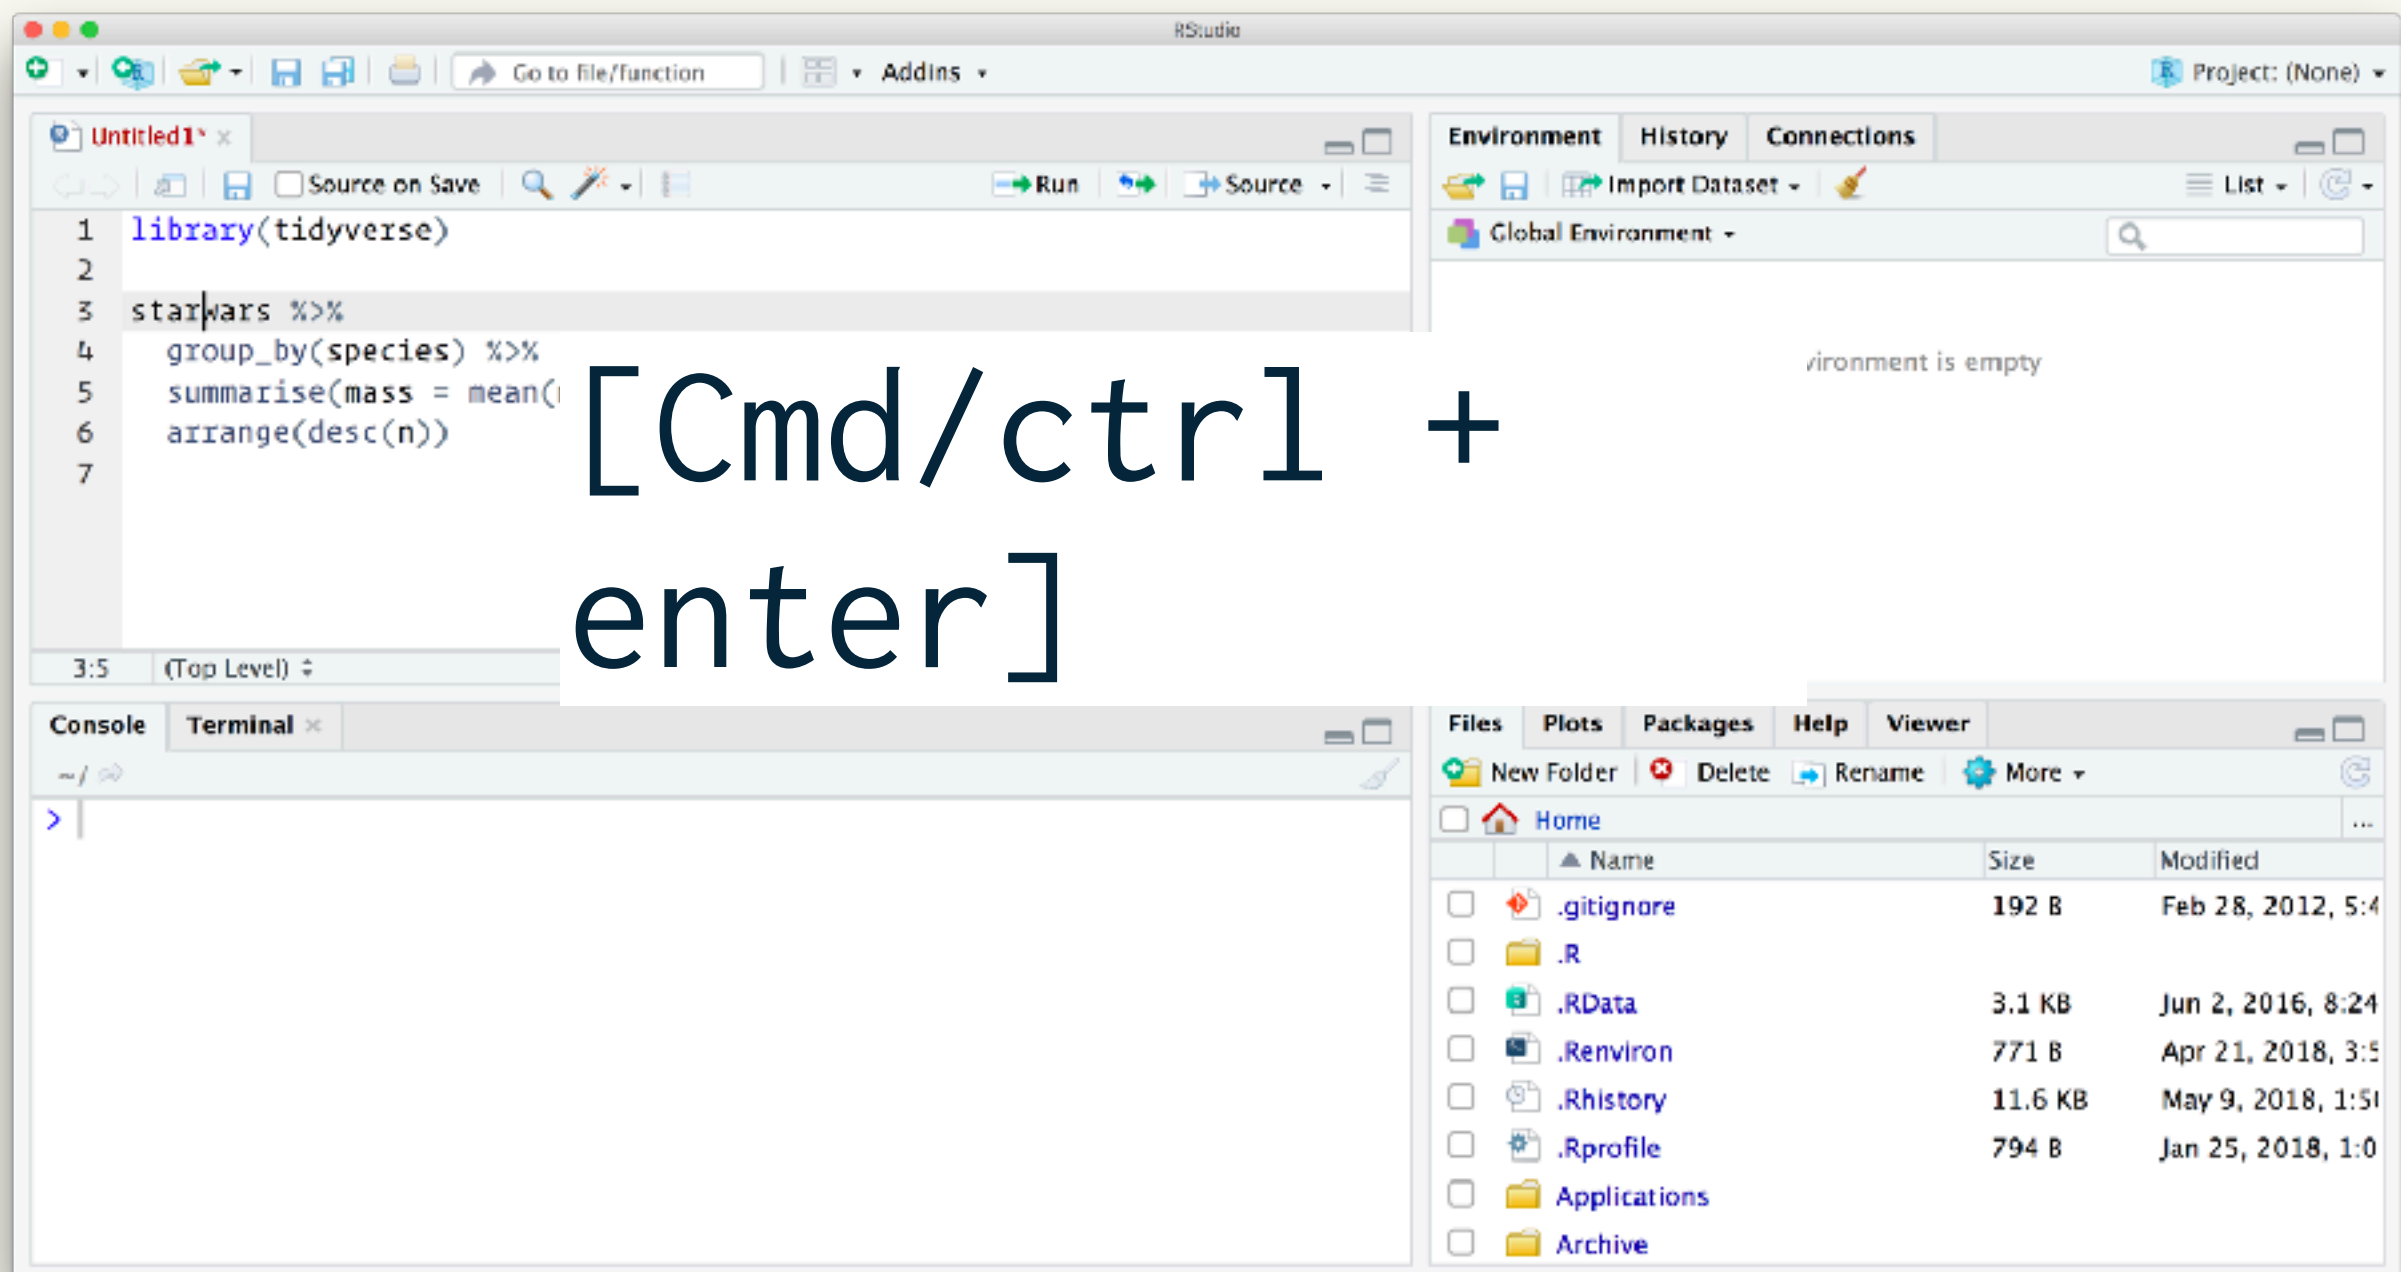 RStudio
Go to file/function
Addins
Project: (None)
Untitled1*
Source on Save
Run
Source
1 library(tidyverse)
2
3 starwars %>%
4 group_by(species) %>%
5 summarise(mass = mean(
6 arrange(desc(n))
7
3:5 (Top Level)
Environment History Connections
Import Dataset
List
Global Environment
vironment is empty
[Cmd/ctrl +
enter]
Console Terminal
~/
>
Files Plots Packages Help Viewer
New Folder Delete Rename More
Home ...
Name Size Modified
.gitignore 192 B Feb 28, 2012, 5:4
.R
.RData 3.1 KB Jun 2, 2016, 8:24
.Renviron 771 B Apr 21, 2018, 3:5
.Rhistory 11.6 KB May 9, 2018, 1:5
.Rprofile 794 B Jan 25, 2018, 1:0
Applications
Archive